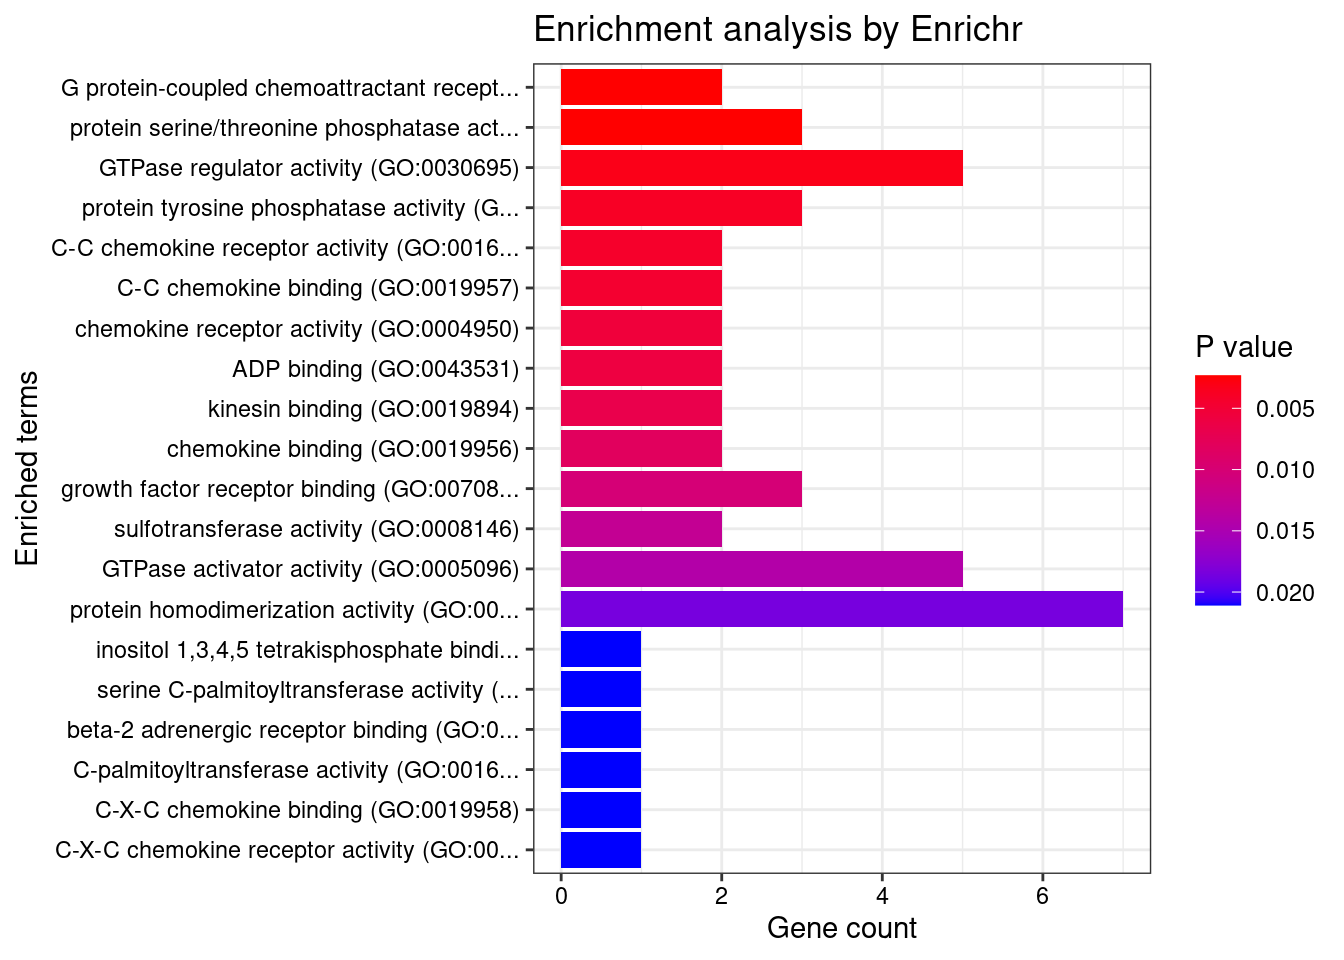 Enrichment analysis by Enrichr
G protein-coupled chemoattractant recept...
protein serine/threonine phosphatase act...
GTPase regulator activity (GO:0030695)
protein tyrosine phosphatase activity (G...
C-C chemokine receptor activity (GO:0016...
C-C chemokine binding (GO:0019957)
chemokine receptor activity (GO:0004950)
ADP binding (GO:0043531)
kinesin binding (GO:0019894)
chemokine binding (GO:0019956)
growth factor receptor binding (GO:00708...
sulfotransferase activity (GO:0008146)
GTPase activator activity (GO:0005096)
protein homodimerization activity (GO:00...
inositol 1,3,4,5 tetrakisphosphate bindi...
serine C-palmitoyltransferase activity (...
beta-2 adrenergic receptor binding (GO:0...
C-palmitoyltransferase activity (GO:0016...
C-X-C chemokine binding (GO:0019958)
C-X-C chemokine receptor activity (GO:00...
Enriched terms
0 2 4 6
Gene count
P value
0.005
0.010
0.015
0.020